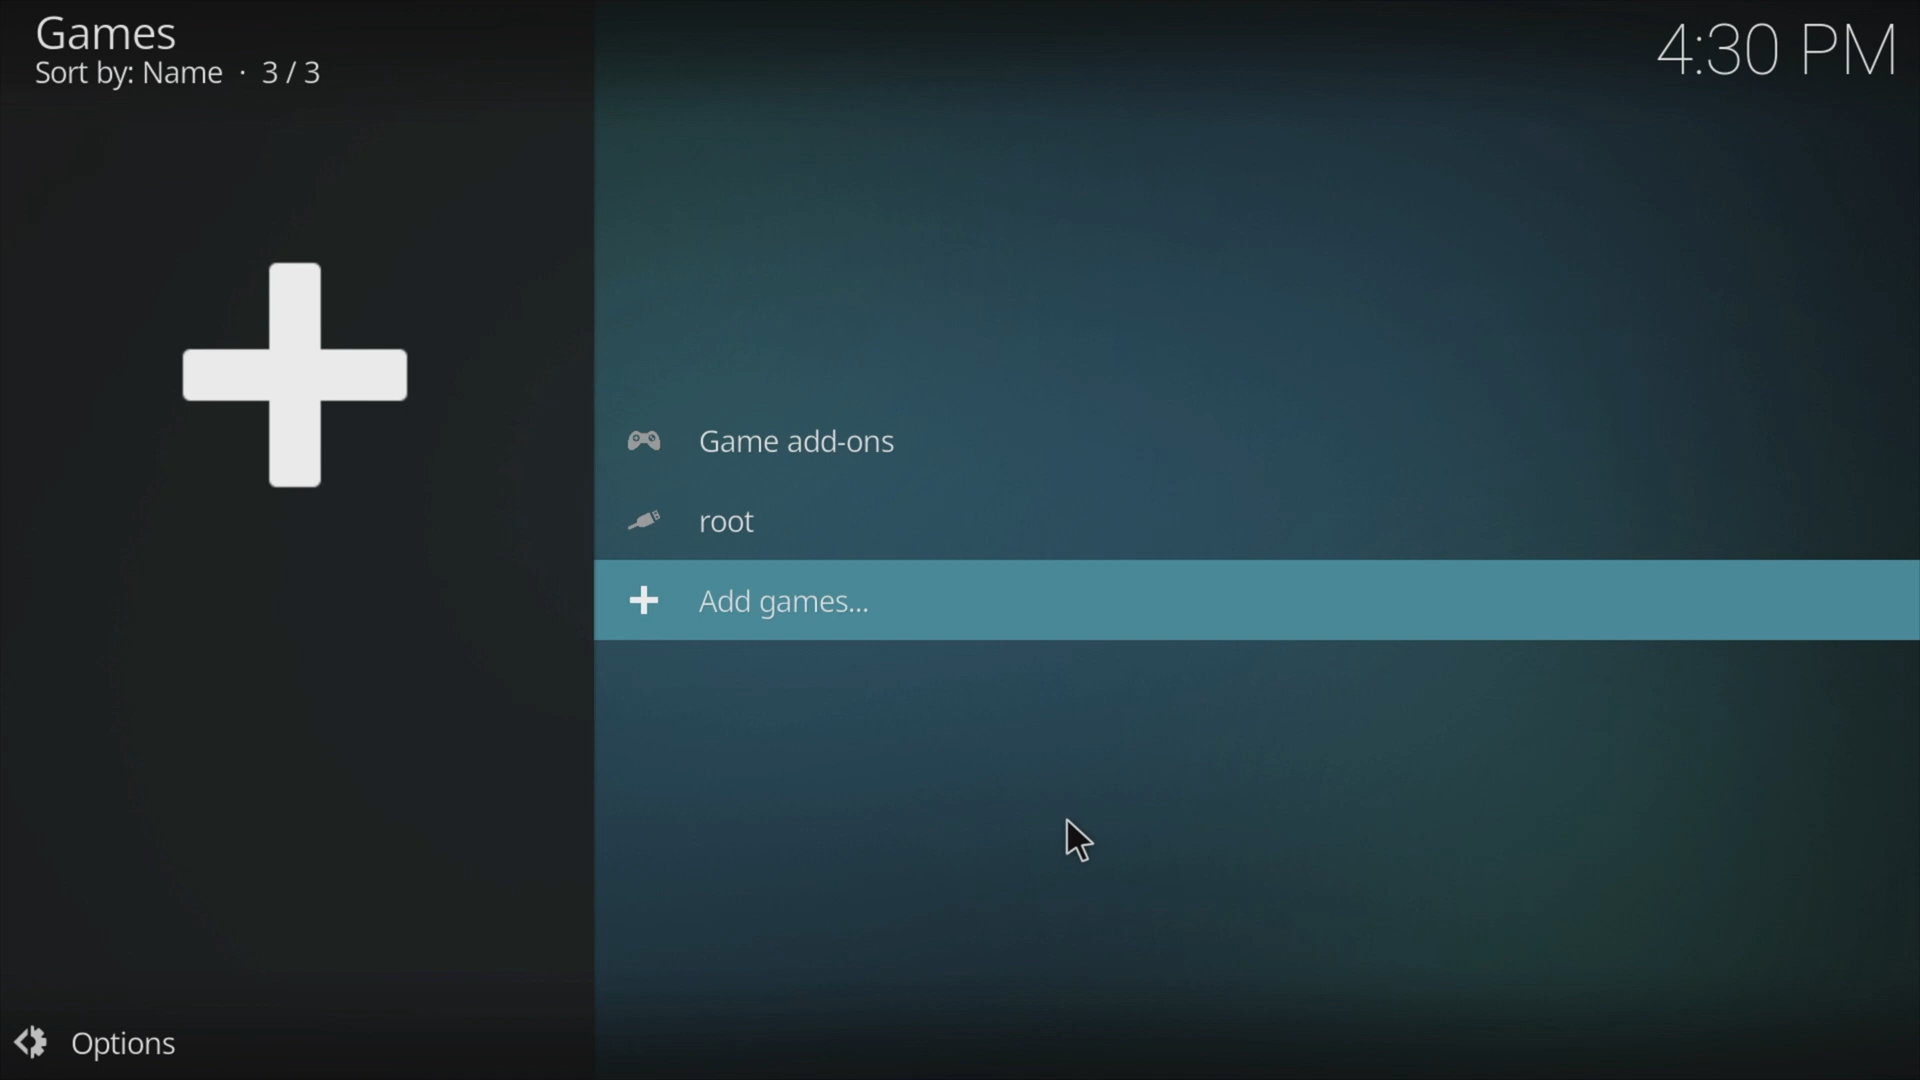 Games
Sort by: Name · 3 / 3
4:30 PM
Game add-ons
root
Add games...
Options